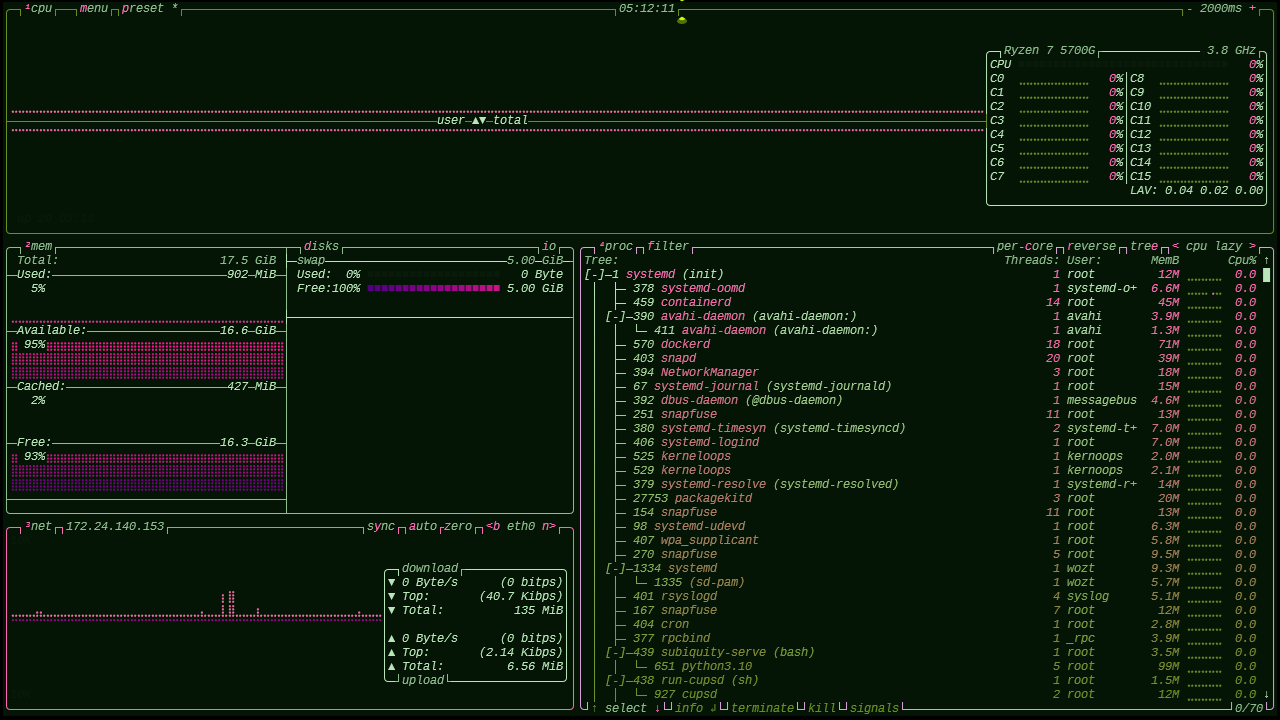 ¹cpu menu preset * 05:12:11 - 2000ms +
Ryzen 7 5700G 3.8 GHz
CPU 0%
C0 0% C8 0%
C1 0% C9 0%
C2 0% C10 0%
user ▲▼ total
C3 0% C11 0%
C4 0% C12 0%
C5 0% C13 0%
C6 0% C14 0%
C7 0% C15 0%
LAV: 0.04 0.02 0.00
²mem disks io
Total: 17.5 GiB
Used: 902 MiB
5%
Available: 16.6 GiB
95%
Cached: 427 MiB
2%
Free: 16.3 GiB
93%
swap 5.00 GiB
Used: 0% 0 Byte
Free:100% 5.00 GiB
³net 172.24.140.153 sync auto zero <b eth0 n>
download
▼ 0 Byte/s (0 bitps)
▼ Top: (40.7 Kibps)
▼ Total: 135 MiB
▲ 0 Byte/s (0 bitps)
▲ Top: (2.14 Kibps)
▲ Total: 6.56 MiB
upload
⁴proc filter per-core reverse tree < cpu lazy >
Tree: Threads: User: MemB Cpu% ↑
[-]─1 systemd (init) 1 root 12M 0.0
├─ 378 systemd-oomd 1 systemd-o+ 6.6M 0.0
├─ 459 containerd 14 root 45M 0.0
[-]─390 avahi-daemon (avahi-daemon:) 1 avahi 3.9M 0.0
└─ 411 avahi-daemon (avahi-daemon:) 1 avahi 1.3M 0.0
├─ 570 dockerd 18 root 71M 0.0
├─ 403 snapd 20 root 39M 0.0
├─ 394 NetworkManager 3 root 18M 0.0
├─ 67 systemd-journal (systemd-journald) 1 root 15M 0.0
├─ 392 dbus-daemon (@dbus-daemon) 1 messagebus 4.6M 0.0
├─ 251 snapfuse 11 root 13M 0.0
├─ 380 systemd-timesyn (systemd-timesyncd) 2 systemd-t+ 7.0M 0.0
├─ 406 systemd-logind 1 root 7.0M 0.0
├─ 525 kerneloops 1 kernoops 2.0M 0.0
├─ 529 kerneloops 1 kernoops 2.1M 0.0
├─ 379 systemd-resolve (systemd-resolved) 1 systemd-r+ 14M 0.0
├─ 27753 packagekitd 3 root 20M 0.0
├─ 154 snapfuse 11 root 13M 0.0
├─ 98 systemd-udevd 1 root 6.3M 0.0
├─ 407 wpa_supplicant 1 root 5.8M 0.0
├─ 270 snapfuse 5 root 9.5M 0.0
[-]─1334 systemd 1 wozt 9.3M 0.0
└─ 1335 (sd-pam) 1 wozt 5.7M 0.0
├─ 401 rsyslogd 4 syslog 5.1M 0.0
├─ 167 snapfuse 7 root 12M 0.0
├─ 404 cron 1 root 2.8M 0.0
├─ 377 rpcbind 1 _rpc 3.9M 0.0
[-]─439 subiquity-serve (bash) 1 root 3.5M 0.0
└─ 651 python3.10 5 root 99M 0.0
[-]─438 run-cupsd (sh) 1 root 1.5M 0.0
└─ 927 cupsd 2 root 12M 0.0 ↓
↑ select ↓ info ↲ terminate kill signals 0/70